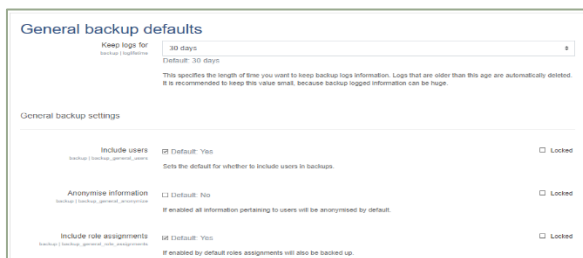 General backup defaults
Keep logs for
backup | loglifetime
30 days
Default: 30 days
This specifies the length of time you want to keep backup logs information. Logs that are older than this age are automatically deleted.
It is recommended to keep this value small, because backup logged information can be huge.
General backup settings
Include users
backup | backup_general_users
Default: Yes
Locked
Sets the default for whether to include users in backups.
Anonymise information
backup | backup_general_anonymize
Default: No
Locked
If enabled all information pertaining to users will be anonymised by default.
Include role assignments
backup | backup_general_role_assignments
Default: Yes
Locked
If enabled by default roles assignments will also be backed up.